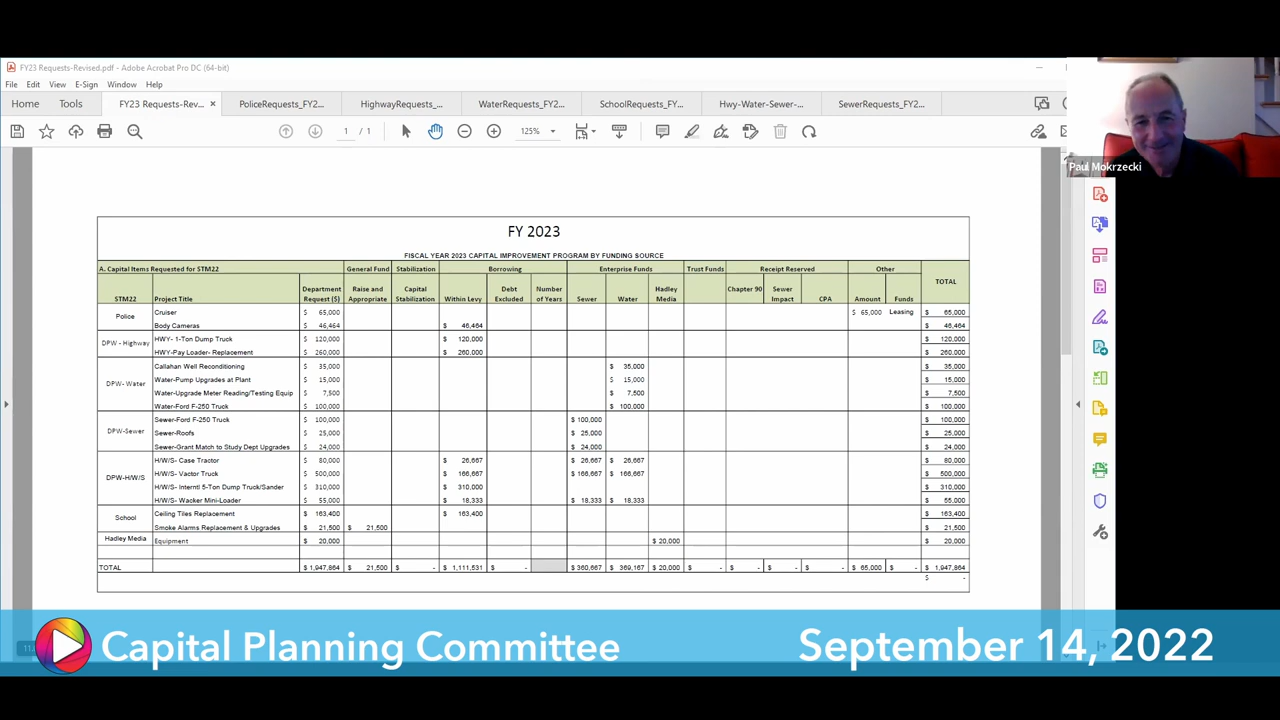 FY23 Requests-Revised.pdf - Adobe Acrobat Pro DC (64-bit)
File Edit View E-Sign Window Help
Home Tools FY23 Requests-Rev... × PoliceRequests_FY2... HighwayRequests_... WaterRequests_FY2... SchoolRequests_FY... Hwy-Water-Sewer-... SewerRequests_FY2...
1 / 1 125%
Paul Mokrzecki
FY 2023
FISCAL YEAR 2023 CAPITAL IMPROVEMENT PROGRAM BY FUNDING SOURCE
A. Capital Items Requested for STM22 General Fund Stabilization Borrowing Enterprise Funds Trust Funds Receipt Reserved Other TOTAL
STM22 Project Title Department Request ($) Raise and Appropriate Capital Stabilization Within Levy Debt Excluded Number of Years Sewer Water Hadley Media Chapter 90 Sewer Impact CPA Amount Funds
Police Cruiser $ 65,000 $ 65,000 Leasing $ 65,000
Body Cameras $ 46,464 $ 46,464 $ 46,464
DPW - Highway HWY- 1-Ton Dump Truck $ 120,000 $ 120,000 $ 120,000
HWY-Pay Loader- Replacement $ 260,000 $ 260,000 $ 260,000
DPW- Water Callahan Well Reconditioning $ 35,000 $ 35,000 $ 35,000
Water-Pump Upgrades at Plant $ 15,000 $ 15,000 $ 15,000
Water-Upgrade Meter Reading/Testing Equip $ 7,500 $ 7,500 $ 7,500
Water-Ford F-250 Truck $ 100,000 $ 100,000 $ 100,000
DPW-Sewer Sewer-Ford F-250 Truck $ 100,000 $ 100,000 $ 100,000
Sewer-Roofs $ 25,000 $ 25,000 $ 25,000
Sewer-Grant Match to Study Dept Upgrades $ 24,000 $ 24,000 $ 24,000
DPW-H/W/S H/W/S- Case Tractor $ 80,000 $ 26,667 $ 26,667 $ 26,667 $ 80,000
H/W/S- Vactor Truck $ 500,000 $ 166,667 $ 166,667 $ 166,667 $ 500,000
H/W/S- Interntl 5-Ton Dump Truck/Sander $ 310,000 $ 310,000 $ 310,000
H/W/S- Wacker Mini-Loader $ 55,000 $ 18,333 $ 18,333 $ 18,333 $ 55,000
School Ceiling Tiles Replacement $ 163,400 $ 163,400 $ 163,400
Smoke Alarms Replacement & Upgrades $ 21,500 $ 21,500 $ 21,500
Hadley Media Equipment $ 20,000 $ 20,000 $ 20,000
TOTAL $ 1,947,864 $ 21,500 $ - $ 1,111,531 $ - $ 360,667 $ 369,167 $ 20,000 $ - $ - $ - $ - $ 65,000 $ - $ 1,947,864
$ -
Capital Planning Committee September 14, 2022